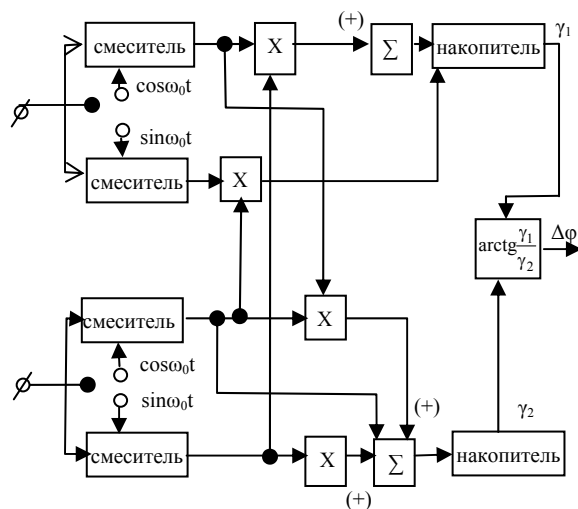 (+)
γ₁
смеситель
X
∑
накопитель
cosω₀t
sinω₀t
смеситель
X
arctg γ₁/γ₂
Δφ
смеситель
X
cosω₀t
sinω₀t
(+)
γ₂
смеситель
X
∑
накопитель
(+)